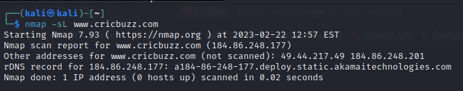 (kali㉿kali)-[~]
$ nmap -sL www.cricbuzz.com
Starting Nmap 7.93 ( https://nmap.org ) at 2023-02-22 12:57 EST
Nmap scan report for www.cricbuzz.com (184.86.248.177)
Other addresses for www.cricbuzz.com (not scanned): 49.44.217.49 184.86.248.201
rDNS record for 184.86.248.177: a184-86-248-177.deploy.static.akamaitechnologies.com
Nmap done: 1 IP address (0 hosts up) scanned in 0.02 seconds